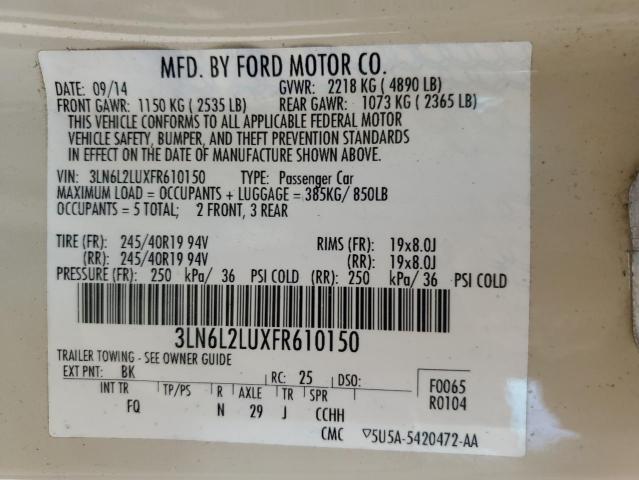 MFD. BY FORD MOTOR CO.
DATE: 09/14 GVWR: 2218 KG ( 4890 LB)
FRONT GAWR: 1150 KG ( 2535 LB) REAR GAWR: 1073 KG ( 2365 LB)
THIS VEHICLE CONFORMS TO ALL APPLICABLE FEDERAL MOTOR
VEHICLE SAFETY, BUMPER, AND THEFT PREVENTION STANDARDS
IN EFFECT ON THE DATE OF MANUFACTURE SHOWN ABOVE.
VIN: 3LN6L2LUXFR610150 TYPE: Passenger Car
MAXIMUM LOAD = OCCUPANTS + LUGGAGE = 385KG/ 850LB
OCCUPANTS = 5 TOTAL; 2 FRONT, 3 REAR
TIRE (FR): 245/40R19 94V RIMS (FR): 19x8.0J
(RR): 245/40R19 94V (RR): 19x8.0J
PRESSURE (FR): 250 kPa/ 36 PSI COLD (RR): 250 kPa/ 36 PSI COLD
3LN6L2LUXFR610150
TRAILER TOWING - SEE OWNER GUIDE
EXT PNT: BK RC: 25 DSO: F0065
INT TR TP/PS R AXLE TR SPR R0104
FQ N 29 J CCHH
CMC ▽5U5A-5420472-AA